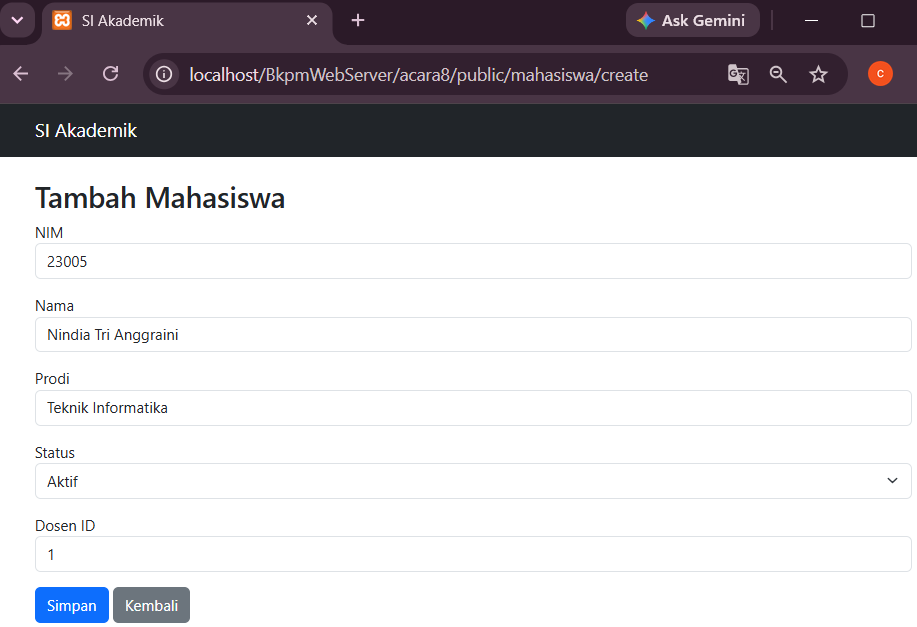 SI Akademik
Ask Gemini
localhost/BkpmWebServer/acara8/public/mahasiswa/create
C
SI Akademik
Tambah Mahasiswa
NIM
23005
Nama
Nindia Tri Anggraini
Prodi
Teknik Informatika
Status
Aktif
Dosen ID
1
Simpan Kembali